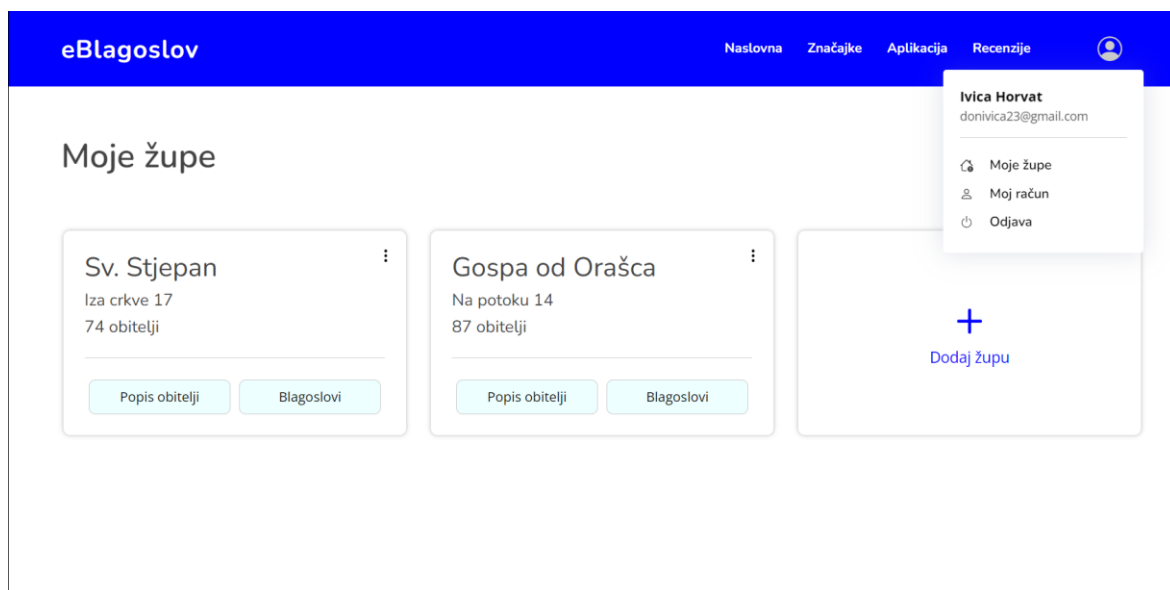 eBlagoslov
Naslovna Značajke Aplikacija Recenzije
Ivica Horvat
donivica23@gmail.com
Moje župe
Moj račun
Odjava
Moje župe
Sv. Stjepan
Iza crkve 17
74 obitelji
Popis obitelji Blagoslovi
Gospa od Orašca
Na potoku 14
87 obitelji
Popis obitelji Blagoslovi
Dodaj župu